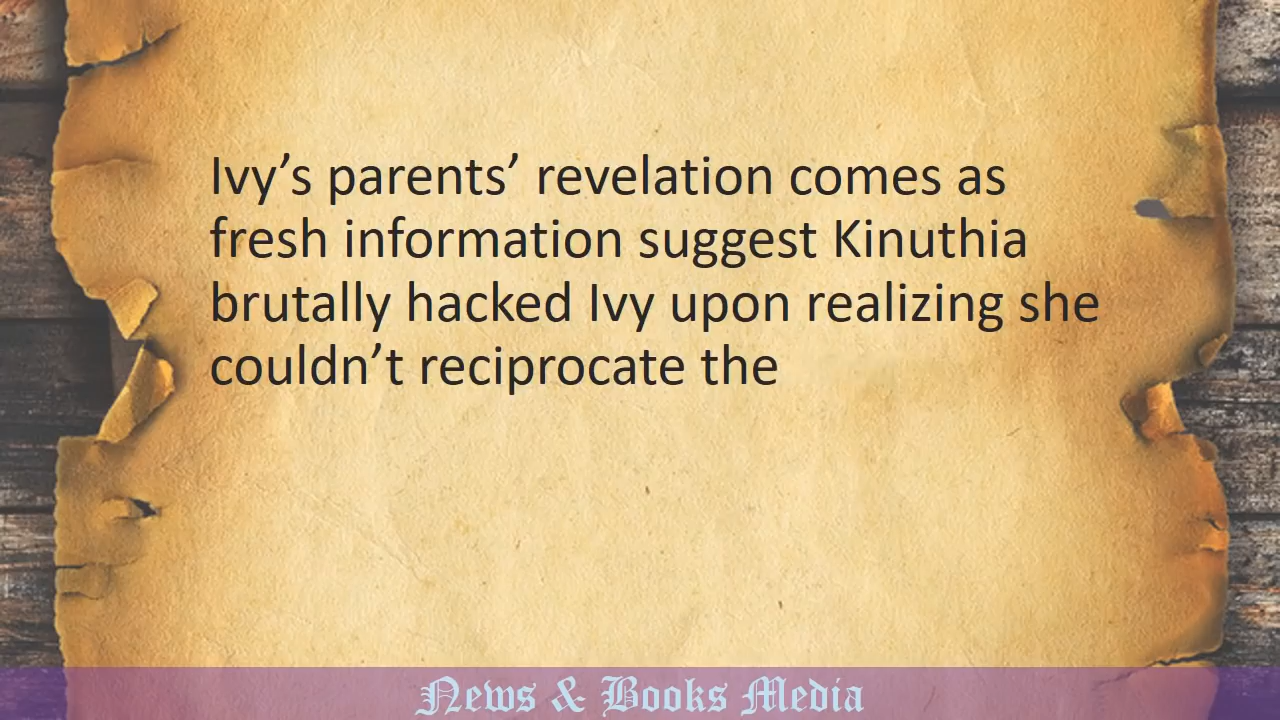 Ivy’s parents’ revelation comes as
fresh information suggest Kinuthia
brutally hacked Ivy upon realizing she
couldn’t reciprocate the
News & Books Media